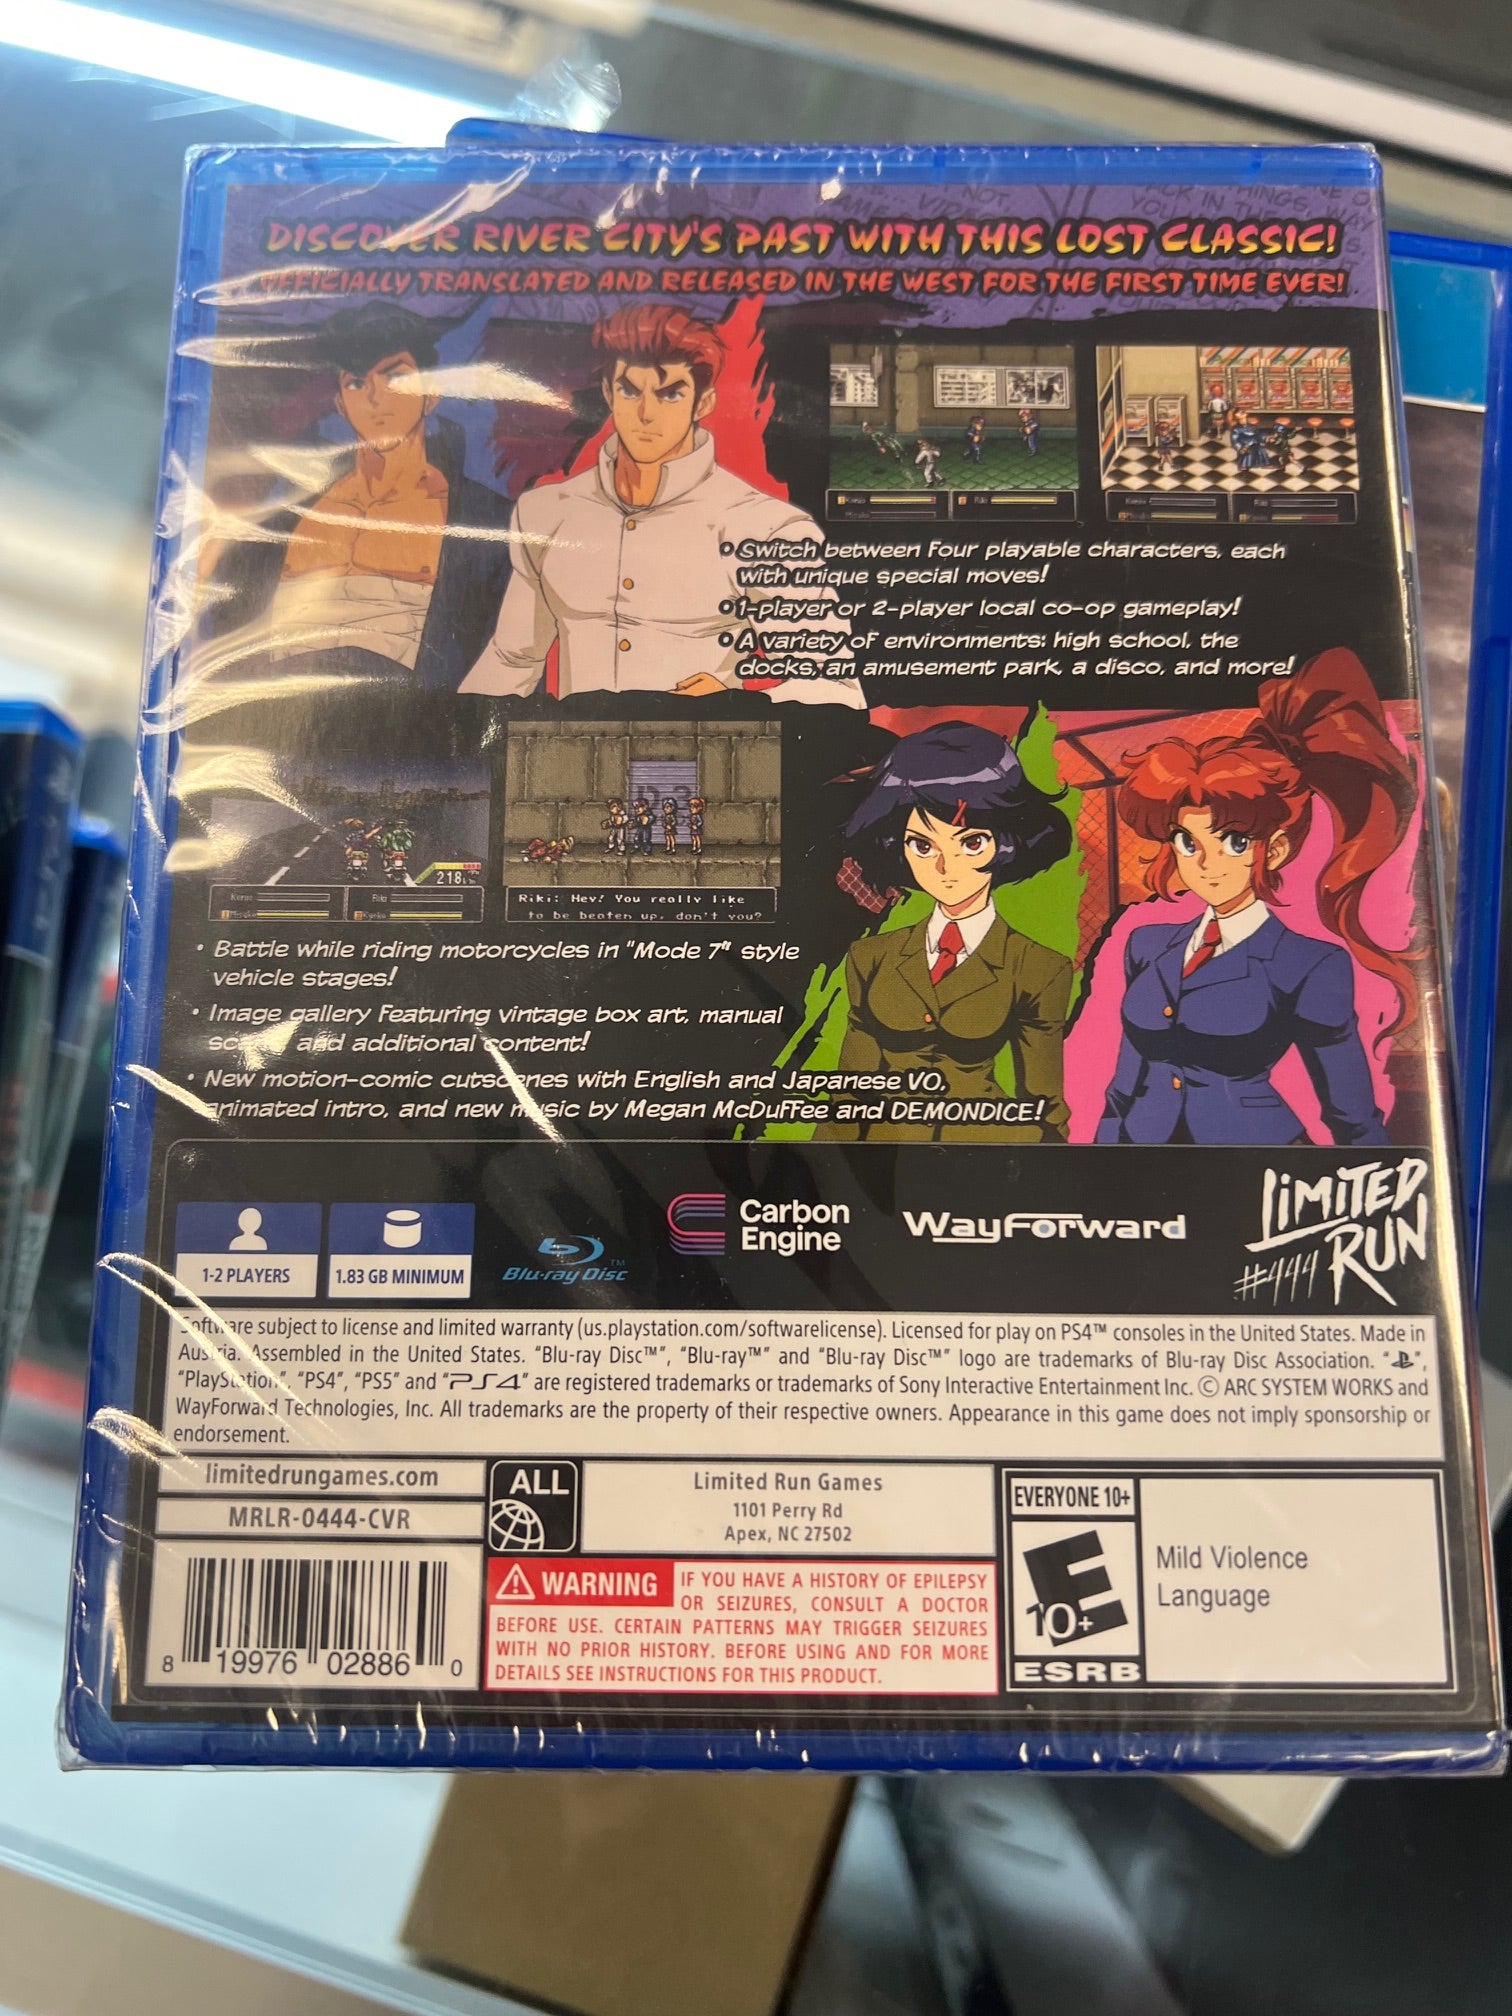 DISCOVER RIVER CITY'S PAST WITH THIS LOST CLASSIC!
OFFICIALLY TRANSLATED AND RELEASED IN THE WEST FOR THE FIRST TIME EVER!
• Switch between four playable characters, each
with unique special moves!
• 1-player or 2-player local co-op gameplay!
• A variety of environments: high school, the
docks, an amusement park, a disco, and more!
218
Riki: Hey! You really like
to be beaten up, don't you?
• Battle while riding motorcycles in "Mode 7" style
vehicle stages!
• Image gallery featuring vintage box art, manual
scans and additional content!
• New motion-comic cutscenes with English and Japanese VO,
animated intro, and new music by Megan McDuffee and DEMONDICE!
1-2 PLAYERS
1.83 GB MINIMUM
Blu-ray Disc™
Carbon
Engine
WayForward
LIMITED
RUN
#444
Software subject to license and limited warranty (us.playstation.com/softwarelicense). Licensed for play on PS4™ consoles in the United States. Made in
Austria. Assembled in the United States. "Blu-ray Disc™", "Blu-ray™" and "Blu-ray Disc™" logo are trademarks of Blu-ray Disc Association. "",
"PlayStation", "PS4", "PS5" and "PS4" are registered trademarks or trademarks of Sony Interactive Entertainment Inc. © ARC SYSTEM WORKS and
WayForward Technologies, Inc. All trademarks are the property of their respective owners. Appearance in this game does not imply sponsorship or
endorsement.
limitedrungames.com
MRLR-0444-CVR
8 19976 02886 0
ALL
Limited Run Games
1101 Perry Rd
Apex, NC 27502
WARNING IF YOU HAVE A HISTORY OF EPILEPSY
OR SEIZURES, CONSULT A DOCTOR
BEFORE USE. CERTAIN PATTERNS MAY TRIGGER SEIZURES
WITH NO PRIOR HISTORY. BEFORE USING AND FOR MORE
DETAILS SEE INSTRUCTIONS FOR THIS PRODUCT.
EVERYONE 10+
E
10+
ESRB
Mild Violence
Language